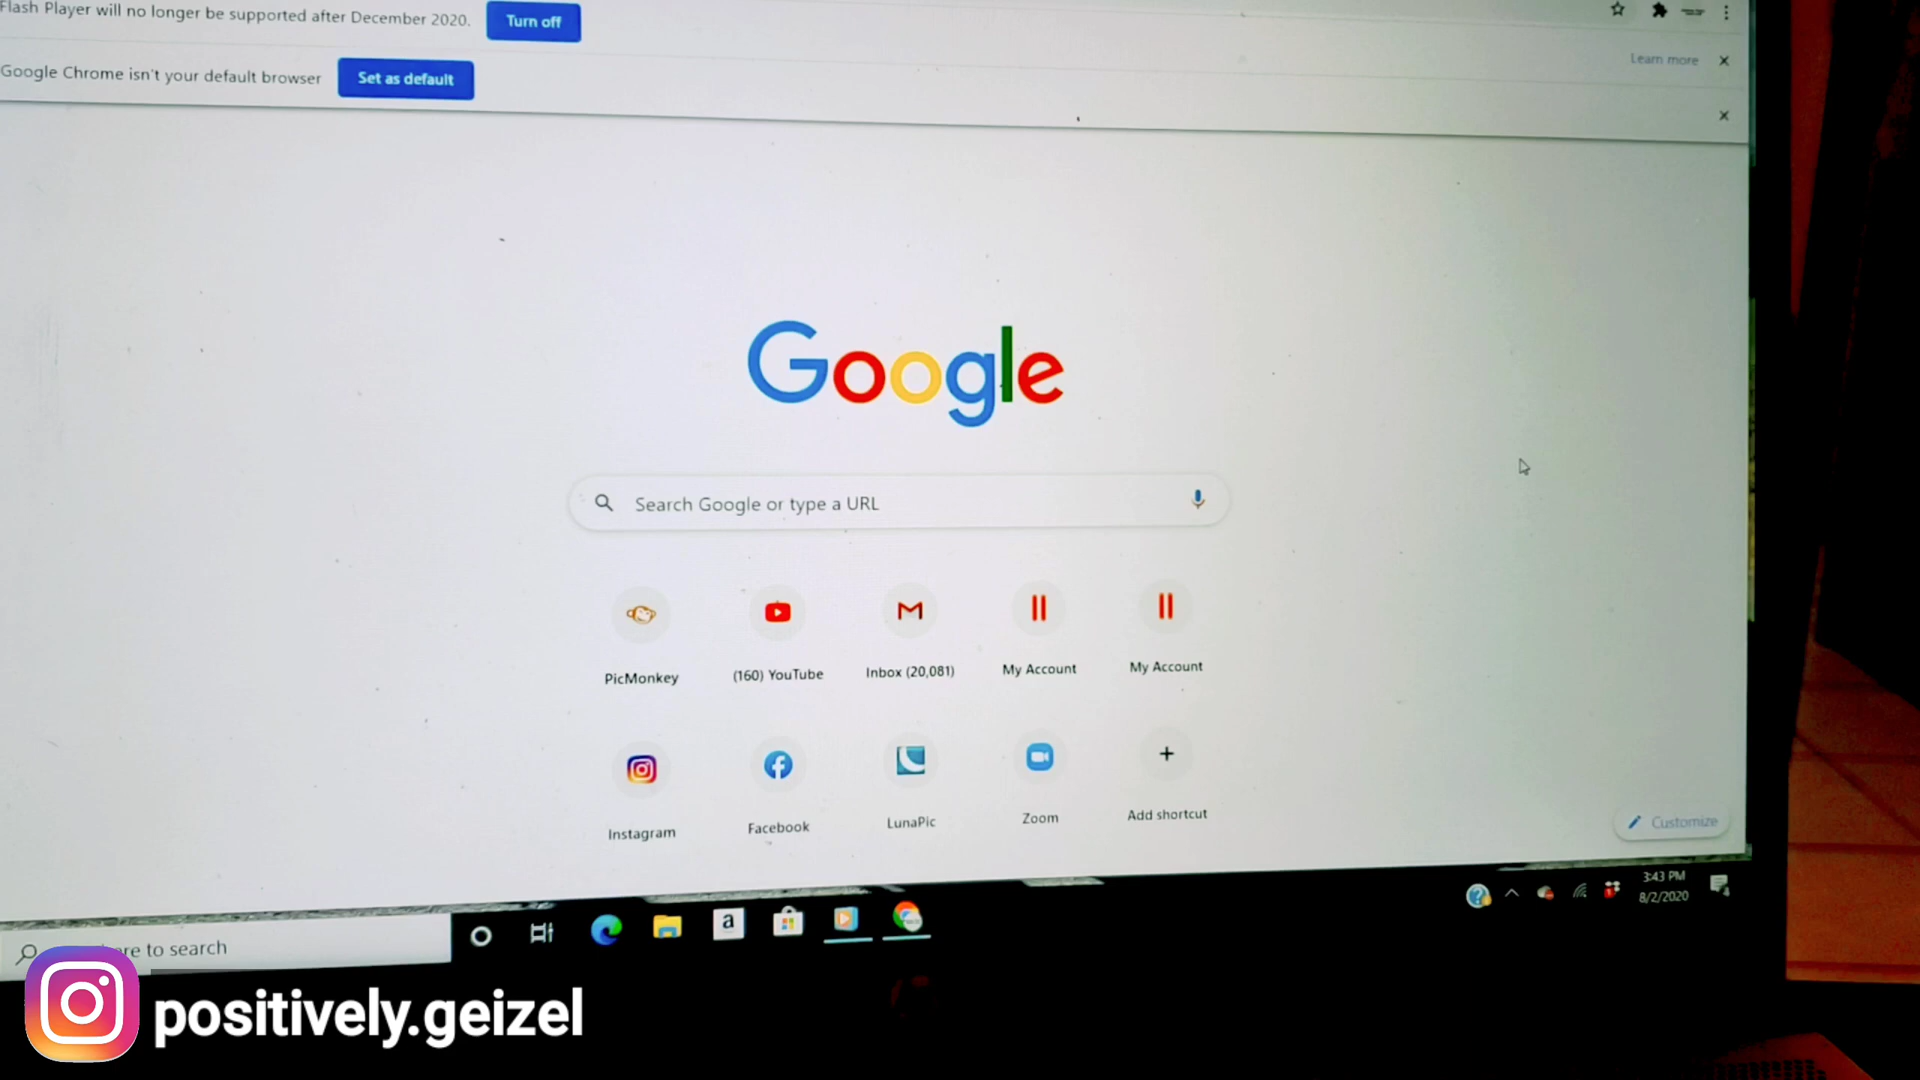 Flash Player will no longer be supported after December 2020.
Turn off
Learn more
Google Chrome isn't your default browser
Set as default
Google
Search Google or type a URL
PicMonkey
(160) YouTube
Inbox (20,081)
My Account
My Account
Instagram
Facebook
LunaPic
Zoom
Add shortcut
Customize
3:43 PM
8/2/2020
to search
positively.geizel